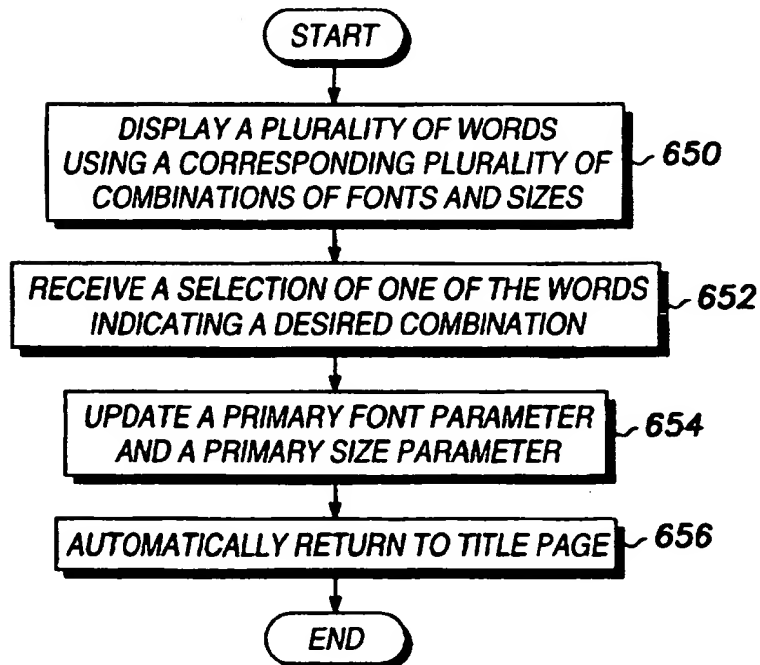 START
DISPLAY A PLURALITY OF WORDS
USING A CORRESPONDING PLURALITY OF
COMBINATIONS OF FONTS AND SIZES
650
RECEIVE A SELECTION OF ONE OF THE WORDS
INDICATING A DESIRED COMBINATION
652
UPDATE A PRIMARY FONT PARAMETER
AND A PRIMARY SIZE PARAMETER
654
AUTOMATICALLY RETURN TO TITLE PAGE
656
END